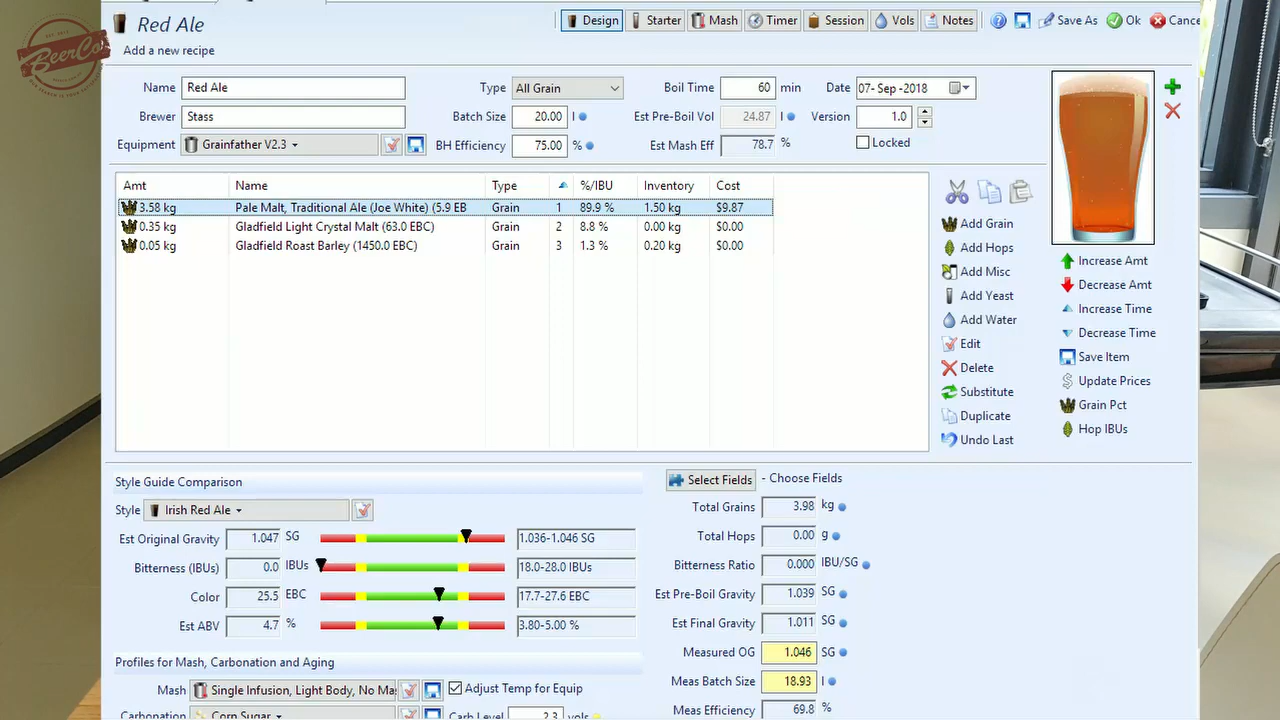 BeerCo
Red Ale
Add a new recipe
Design Starter Mash Timer Session Vols Notes Save As Ok Cance
Name Red Ale Type All Grain Boil Time 60 min Date 07- Sep -2018
Brewer Stass Batch Size 20.00 l Est Pre-Boil Vol 24.87 l Version 1.0
Equipment Grainfather V2.3 BH Efficiency 75.00 % Est Mash Eff 78.7 % Locked
Amt Name Type %/IBU Inventory Cost
3.58 kg Pale Malt, Traditional Ale (Joe White) (5.9 EB Grain 1 89.9 % 1.50 kg $9.87
0.35 kg Gladfield Light Crystal Malt (63.0 EBC) Grain 2 8.8 % 0.00 kg $0.00
0.05 kg Gladfield Roast Barley (1450.0 EBC) Grain 3 1.3 % 0.20 kg $0.00
Add Grain
Add Hops
Add Misc
Add Yeast
Add Water
Edit
Delete
Substitute
Duplicate
Undo Last
Increase Amt
Decrease Amt
Increase Time
Decrease Time
Save Item
$ Update Prices
Grain Pct
Hop IBUs
Style Guide Comparison
Style Irish Red Ale
Est Original Gravity 1.047 SG 1.036-1.046 SG
Bitterness (IBUs) 0.0 IBUs 18.0-28.0 IBUs
Color 25.5 EBC 17.7-27.6 EBC
Est ABV 4.7 % 3.80-5.00 %
Profiles for Mash, Carbonation and Aging
Mash Single Infusion, Light Body, No Ma Adjust Temp for Equip
Carbonation Corn Sugar Carb Level 2.3 vols
Select Fields - Choose Fields
Total Grains 3.98 kg
Total Hops 0.00 g
Bitterness Ratio 0.000 IBU/SG
Est Pre-Boil Gravity 1.039 SG
Est Final Gravity 1.011 SG
Measured OG 1.046 SG
Meas Batch Size 18.93 l
Meas Efficiency 69.8 %